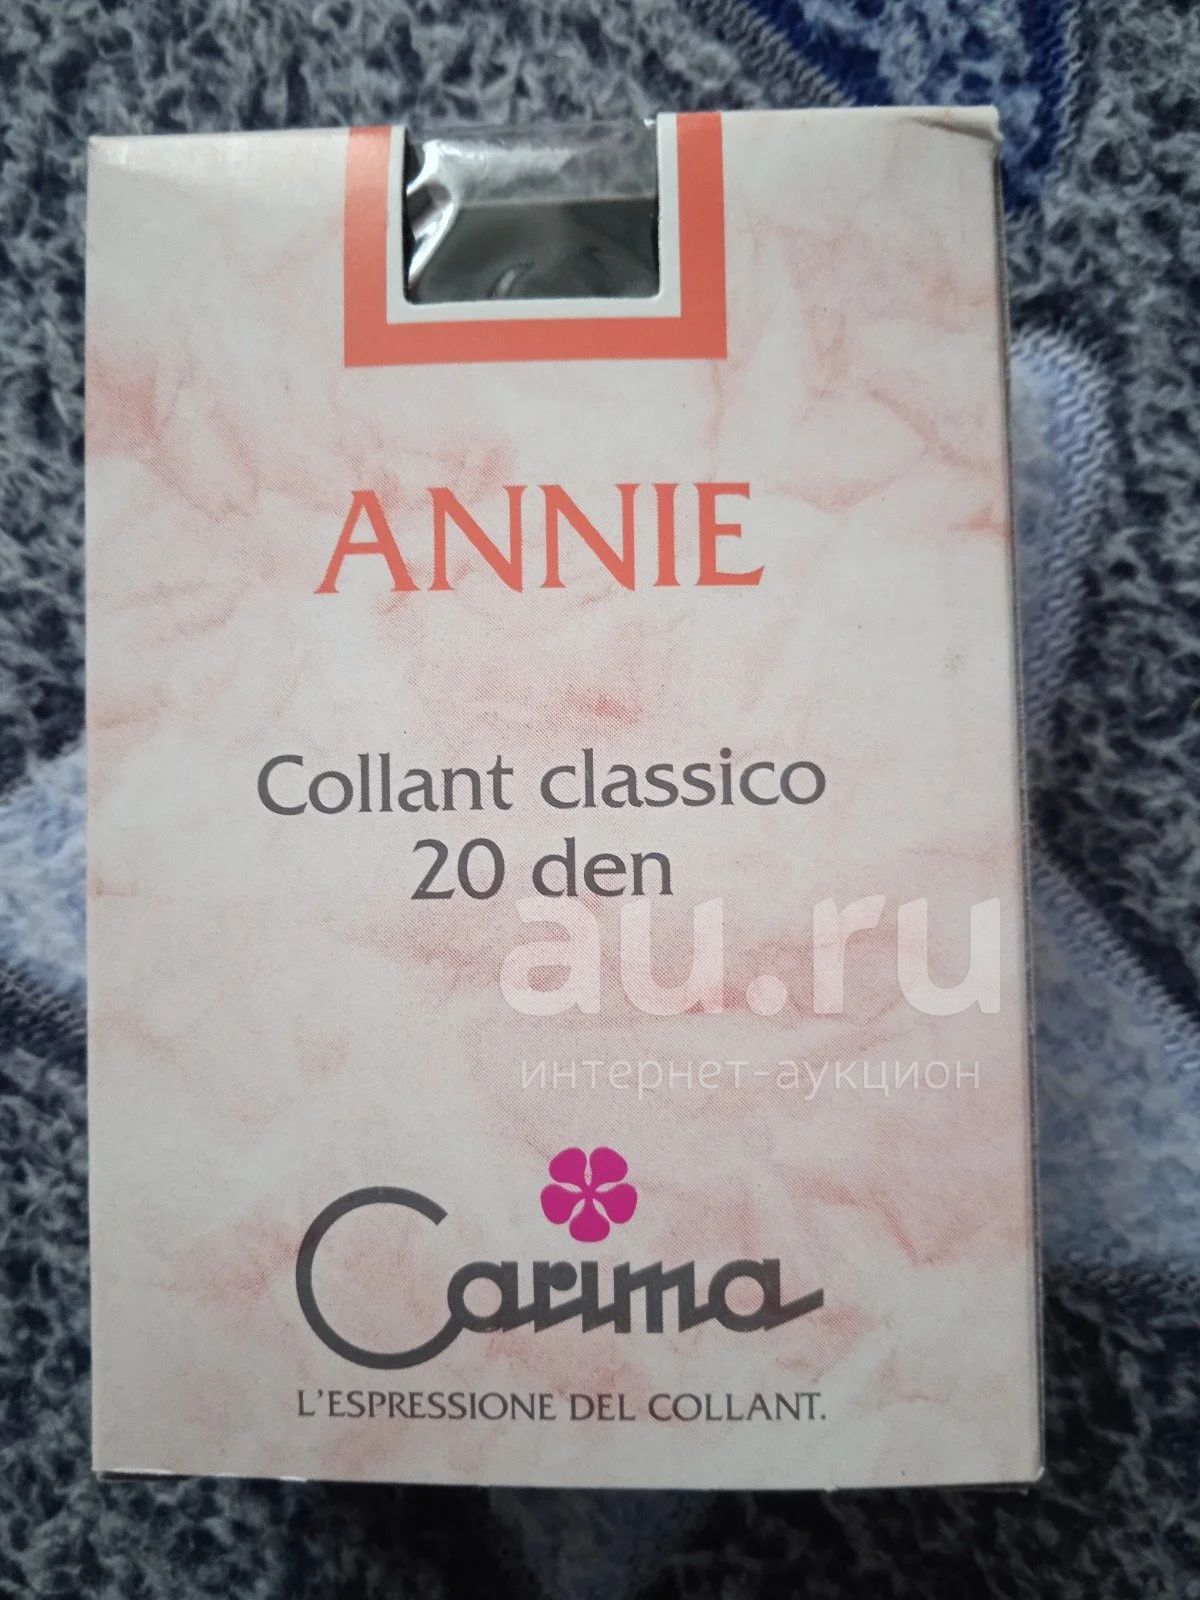 ANNIE
Collant classico
20 den
au.ru
интернет-аукцион
Carima
L'ESPRESSIONE DEL COLLANT.